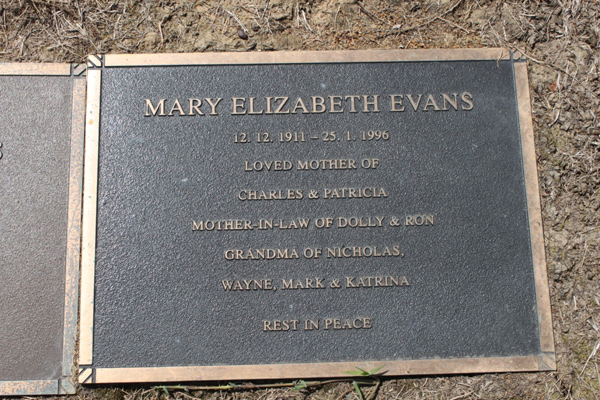 MARY ELIZABETH EVANS
12. 12. 1911 – 25. 1. 1996
LOVED MOTHER OF
CHARLES & PATRICIA
MOTHER-IN-LAW OF DOLLY & RON
GRANDMA OF NICHOLAS,
WAYNE, MARK & KATRINA
REST IN PEACE